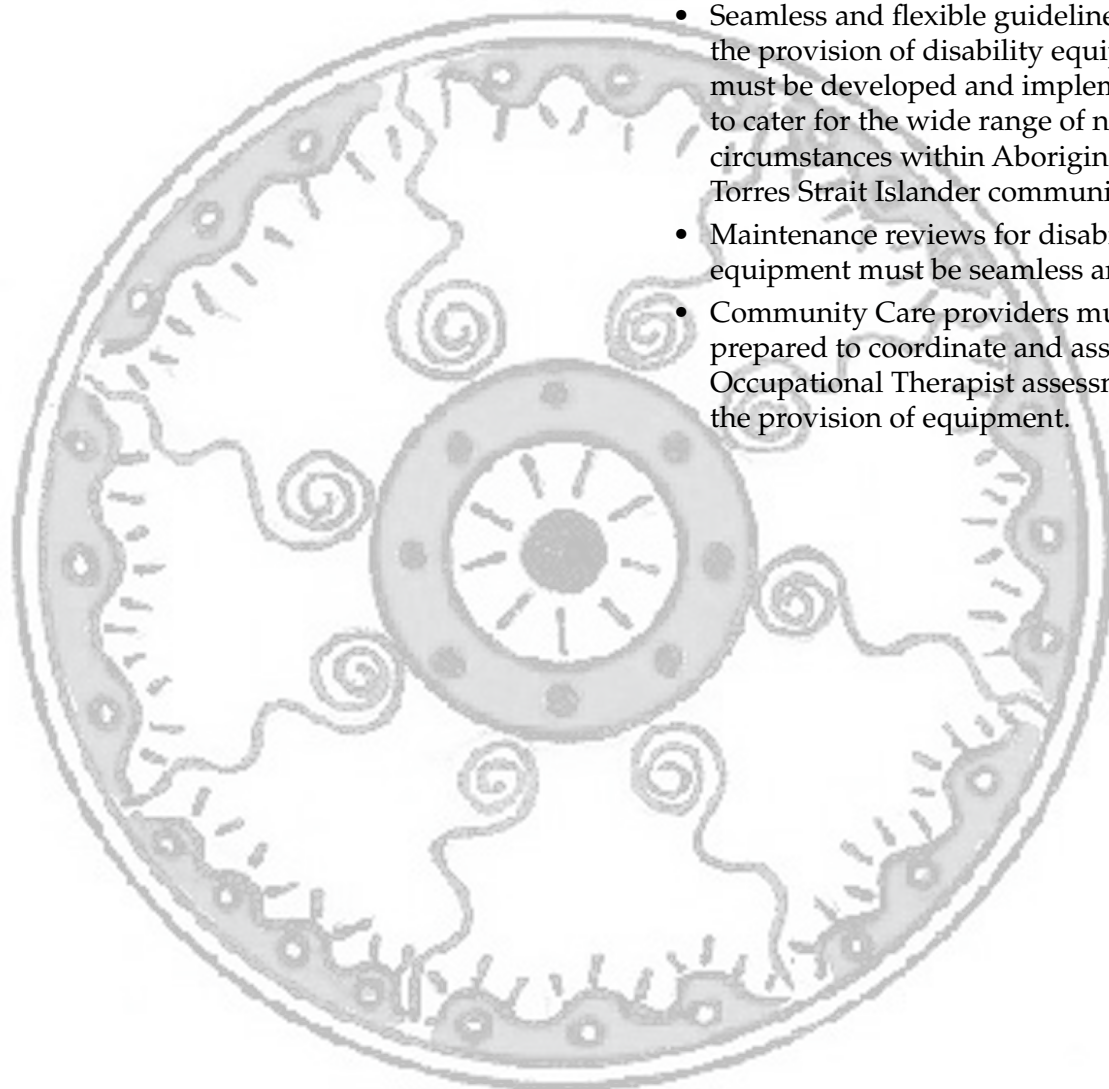 • Seamless and flexible guideline
the provision of disability equi
must be developed and implem
to cater for the wide range of n
circumstances within Aborigin
Torres Strait Islander communi
• Maintenance reviews for disabi
equipment must be seamless a
• Community Care providers mu
prepared to coordinate and ass
Occupational Therapist assess
the provision of equipment.